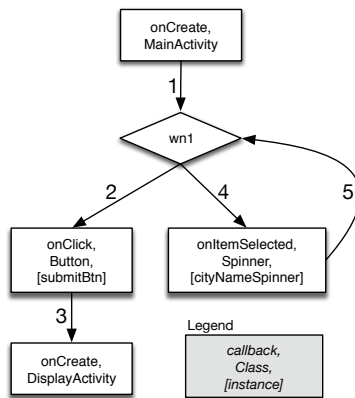 onCreate,
MainActivity
1
wn1
2
4
5
onClick,
Button,
[submitBtn]
onItemSelected,
Spinner,
[cityNameSpinner]
3
onCreate,
DisplayActivity
Legend
callback,
Class,
[instance]